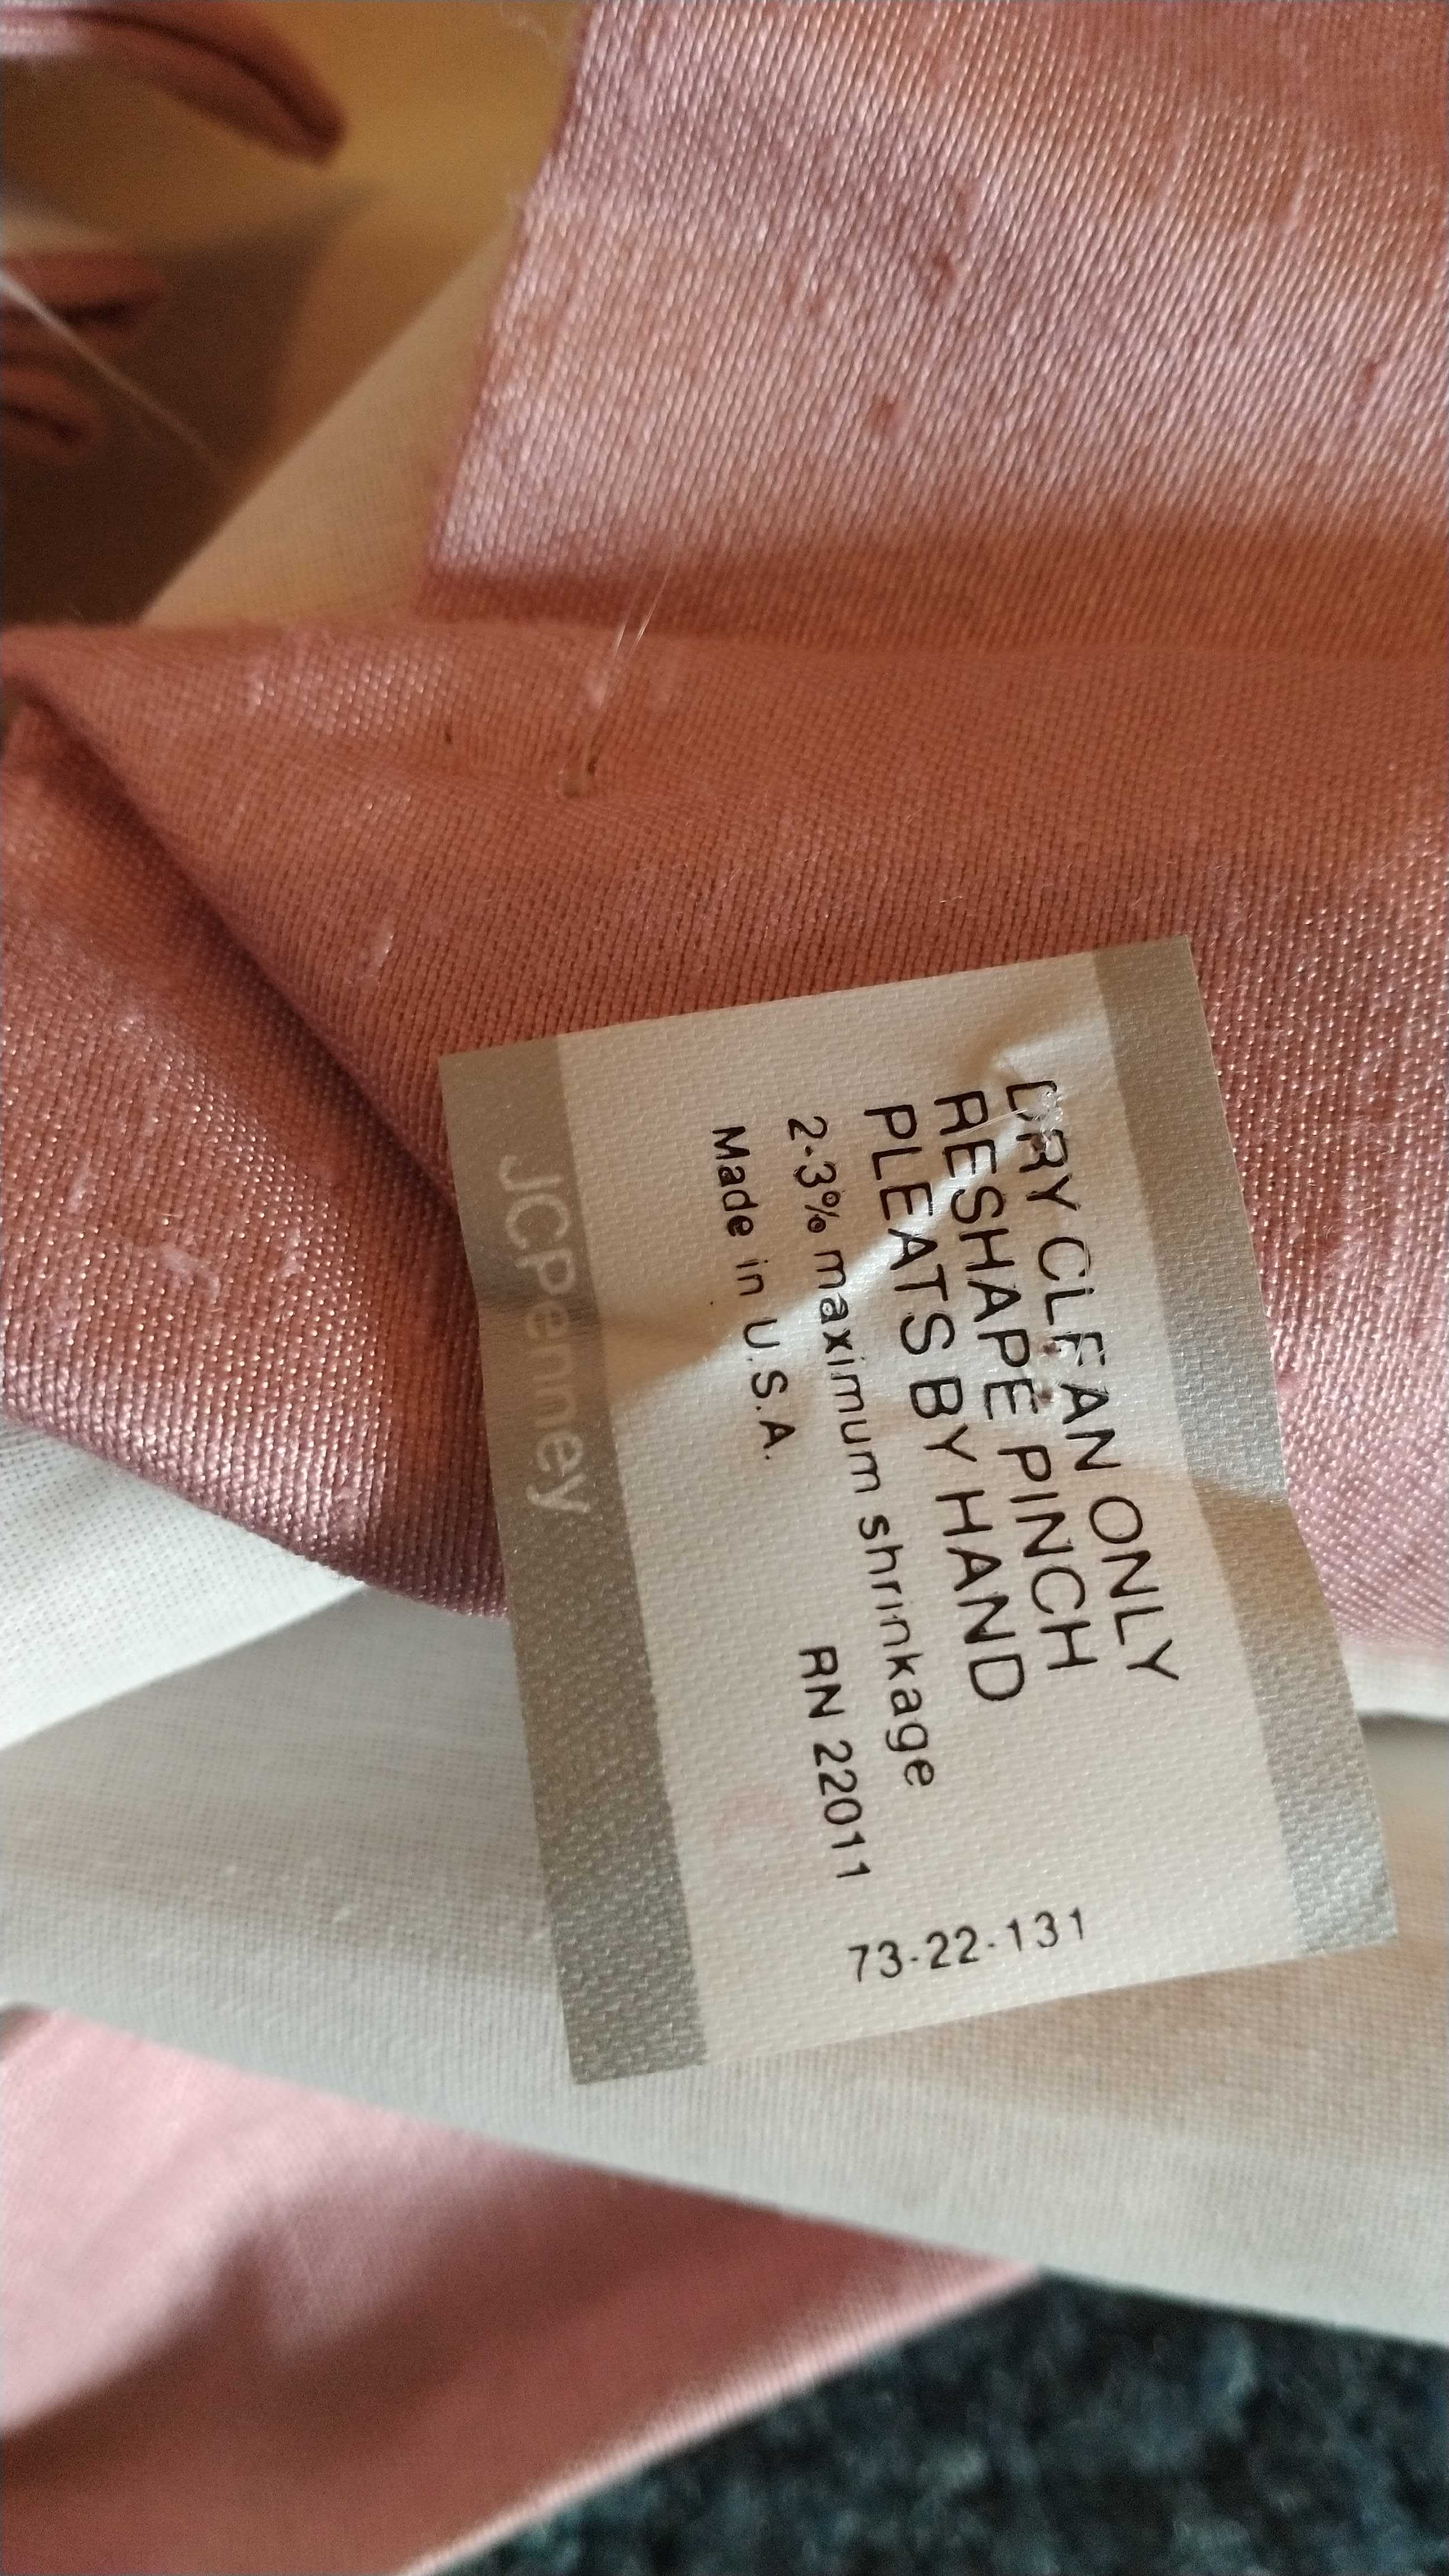 DRY CLEAN ONLY
RESHAPE PINCH
PLEATS BY HAND
2-3% maximum shrinkage
Made in U.S.A. RN 22011
73-22-131
JCPenney